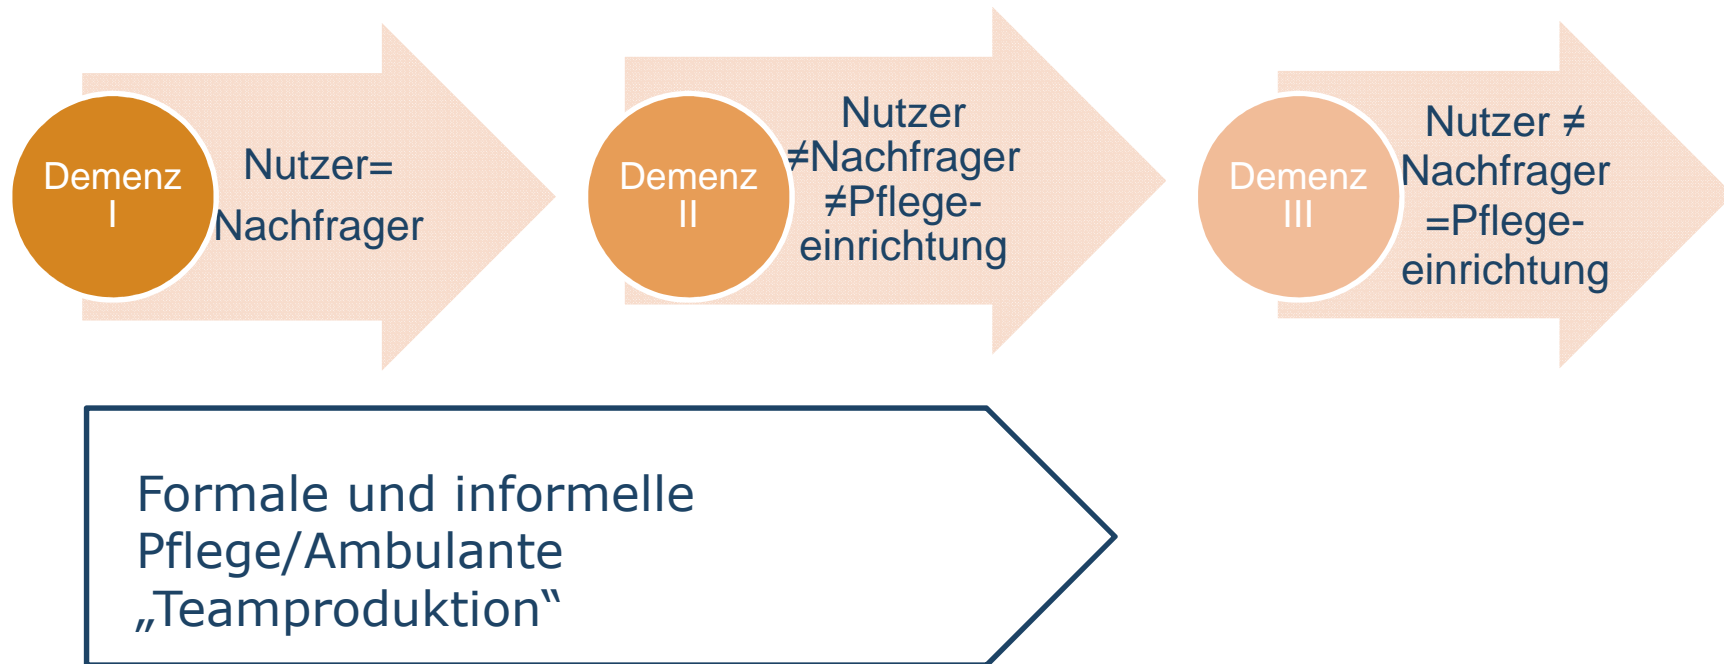 Demenz
I
Nutzer=
Nachfrager
Demenz
II
Nutzer
≠Nachfrager
≠Pflege-
einrichtung
Demenz
III
Nutzer ≠
Nachfrager
=Pflege-
einrichtung
Formale und informelle
Pflege/Ambulante
„Teamproduktion“